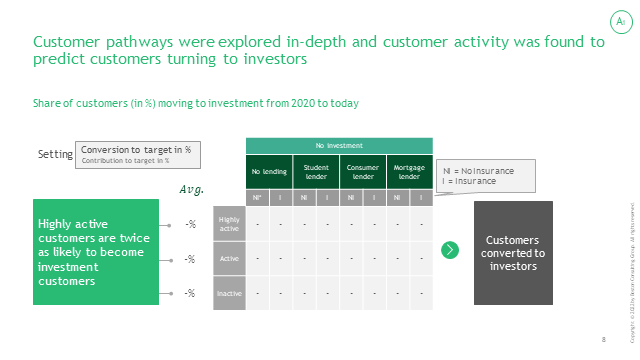 A1
Customer pathways were explored in-depth and customer activity was found to
predict customers turning to investors
Share of customers (in %) moving to investment from 2020 to today
Setting
Conversion to target in %
Contribution to target in %
Avg.
No investment
No lending
Student
lender
Consumer
lender
Mortgage
lender
NI* I NI I NI I NI I
NI = No Insurance
I = Insurance
Highly active
customers are twice
as likely to become
investment
customers
-%
-%
-%
Highly
active
- - - - - - - -
Active
- - - - - - - -
Inactive
- - - - - - - -
Customers
converted to
investors
8
Copyright © 2022 by Boston Consulting Group. All rights reserved.